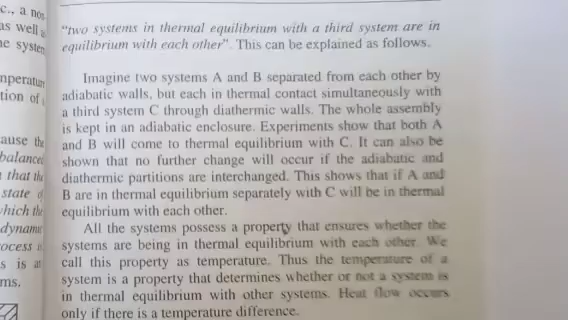 c., a
as well
"two systems in thermal equilibrium with a third system are in
equilibrium with each other". This can be explained as follows.
Imagine two systems A and B separated from each other by
adiabatic walls, but each in thermal contact simultaneously with
a third system C through diathermic walls. The whole assembly
is kept in an adiabatic enclosure. Experiments show that both A
and B will come to thermal equilibrium with C. It can also be
shown that no further change will occur if the adiabatic and
diathermic partitions are interchanged. This shows that if A and
B are in thermal equilibrium separately with C will be in thermal
equilibrium with each other.
All the systems possess a property that ensures whether the
systems are being in thermal equilibrium with each other. We
call this property as temperature. Thus the temperature of a
system is a property that determines whether or not a system is
in thermal equilibrium with other systems. Heat flow occurs
only if there is a temperature difference.